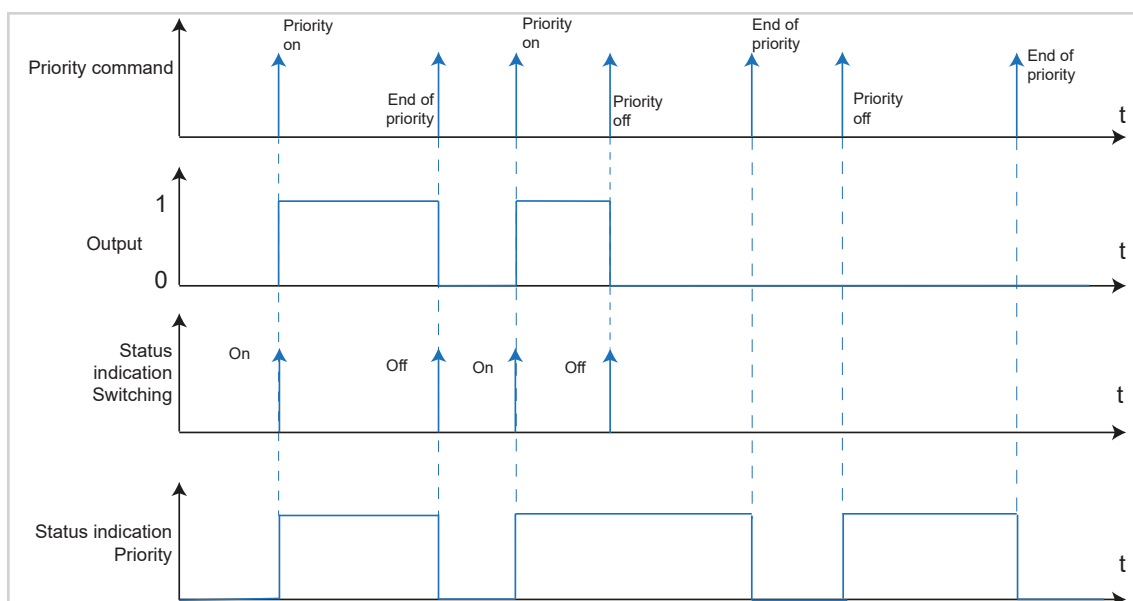 Priority
on
Priority
on
End of
priority
End of
priority
Priority command
End of
priority
Priority
off
Priority
off
t
1
Output
t
0
Status
indication
Switching
On
Off
On
Off
t
Status indication
Priority
t